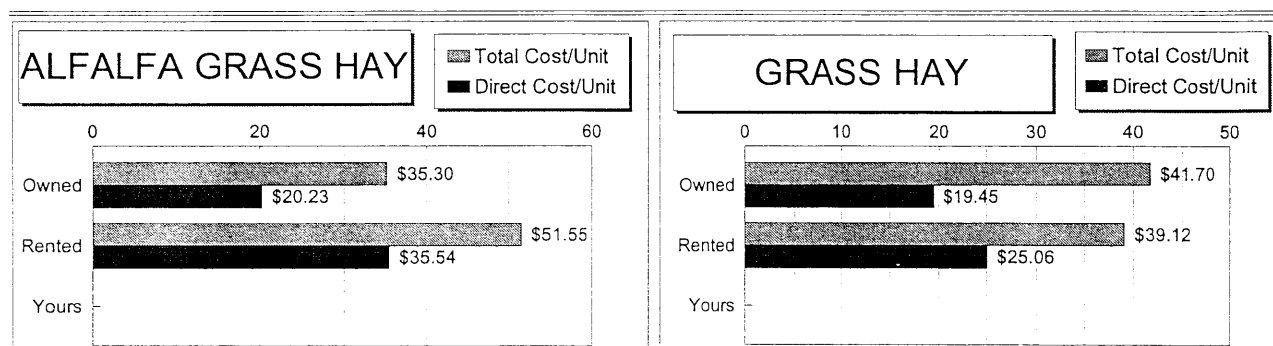 ALFALFA GRASS HAY
Total Cost/Unit
Direct Cost/Unit
0 20 40 60
Owned
$35.30
$20.23
Rented
$51.55
$35.54
Yours
GRASS HAY
Total Cost/Unit
Direct Cost/Unit
0 10 20 30 40 50
Owned
$41.70
$19.45
Rented
$39.12
$25.06
Yours